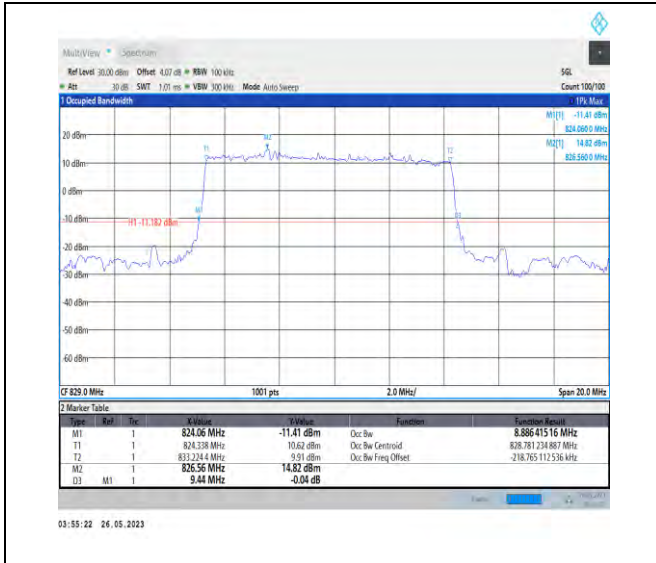 MultiView Spectrum
Ref Level 30.00 dBm Offset 4.07 dB RBW 100 kHz SGL
Att 30 dB SWT 1.01 ms VBW 300 kHz Mode Auto Sweep Count 100/100
1 Occupied Bandwidth 1Pk Max
M1[1] -11.41 dBm
824.060 0 MHz
M2[1] 14.82 dBm
826.560 0 MHz
20 dBm
M2
T1 T2
10 dBm
0 dBm
-10 dBm
M1 D3
H1 -11.182 dBm
-20 dBm
-30 dBm
-40 dBm
-50 dBm
-60 dBm
CF 829.0 MHz 1001 pts 2.0 MHz/ Span 20.0 MHz
2 Marker Table
Type Ref Trc X-Value Y-Value Function Function Result
M1 1 824.06 MHz -11.41 dBm Occ Bw 8.886 415 16 MHz
T1 1 824.338 MHz 10.62 dBm Occ Bw Centroid 828.781 234 887 MHz
T2 1 833.224 4 MHz 9.91 dBm Occ Bw Freq Offset -218.765 112 536 kHz
M2 1 826.56 MHz 14.82 dBm
D3 M1 1 9.44 MHz -0.04 dB
03:55:22 26.05.2023